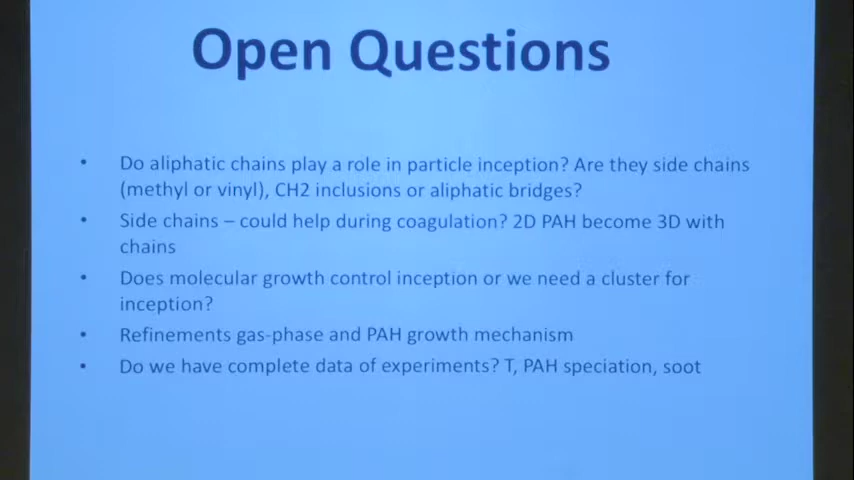 Open Questions
• Do aliphatic chains play a role in particle inception? Are they side chains
(methyl or vinyl), CH2 inclusions or aliphatic bridges?
• Side chains – could help during coagulation? 2D PAH become 3D with
chains
• Does molecular growth control inception or we need a cluster for
inception?
• Refinements gas-phase and PAH growth mechanism
• Do we have complete data of experiments? T, PAH speciation, soot